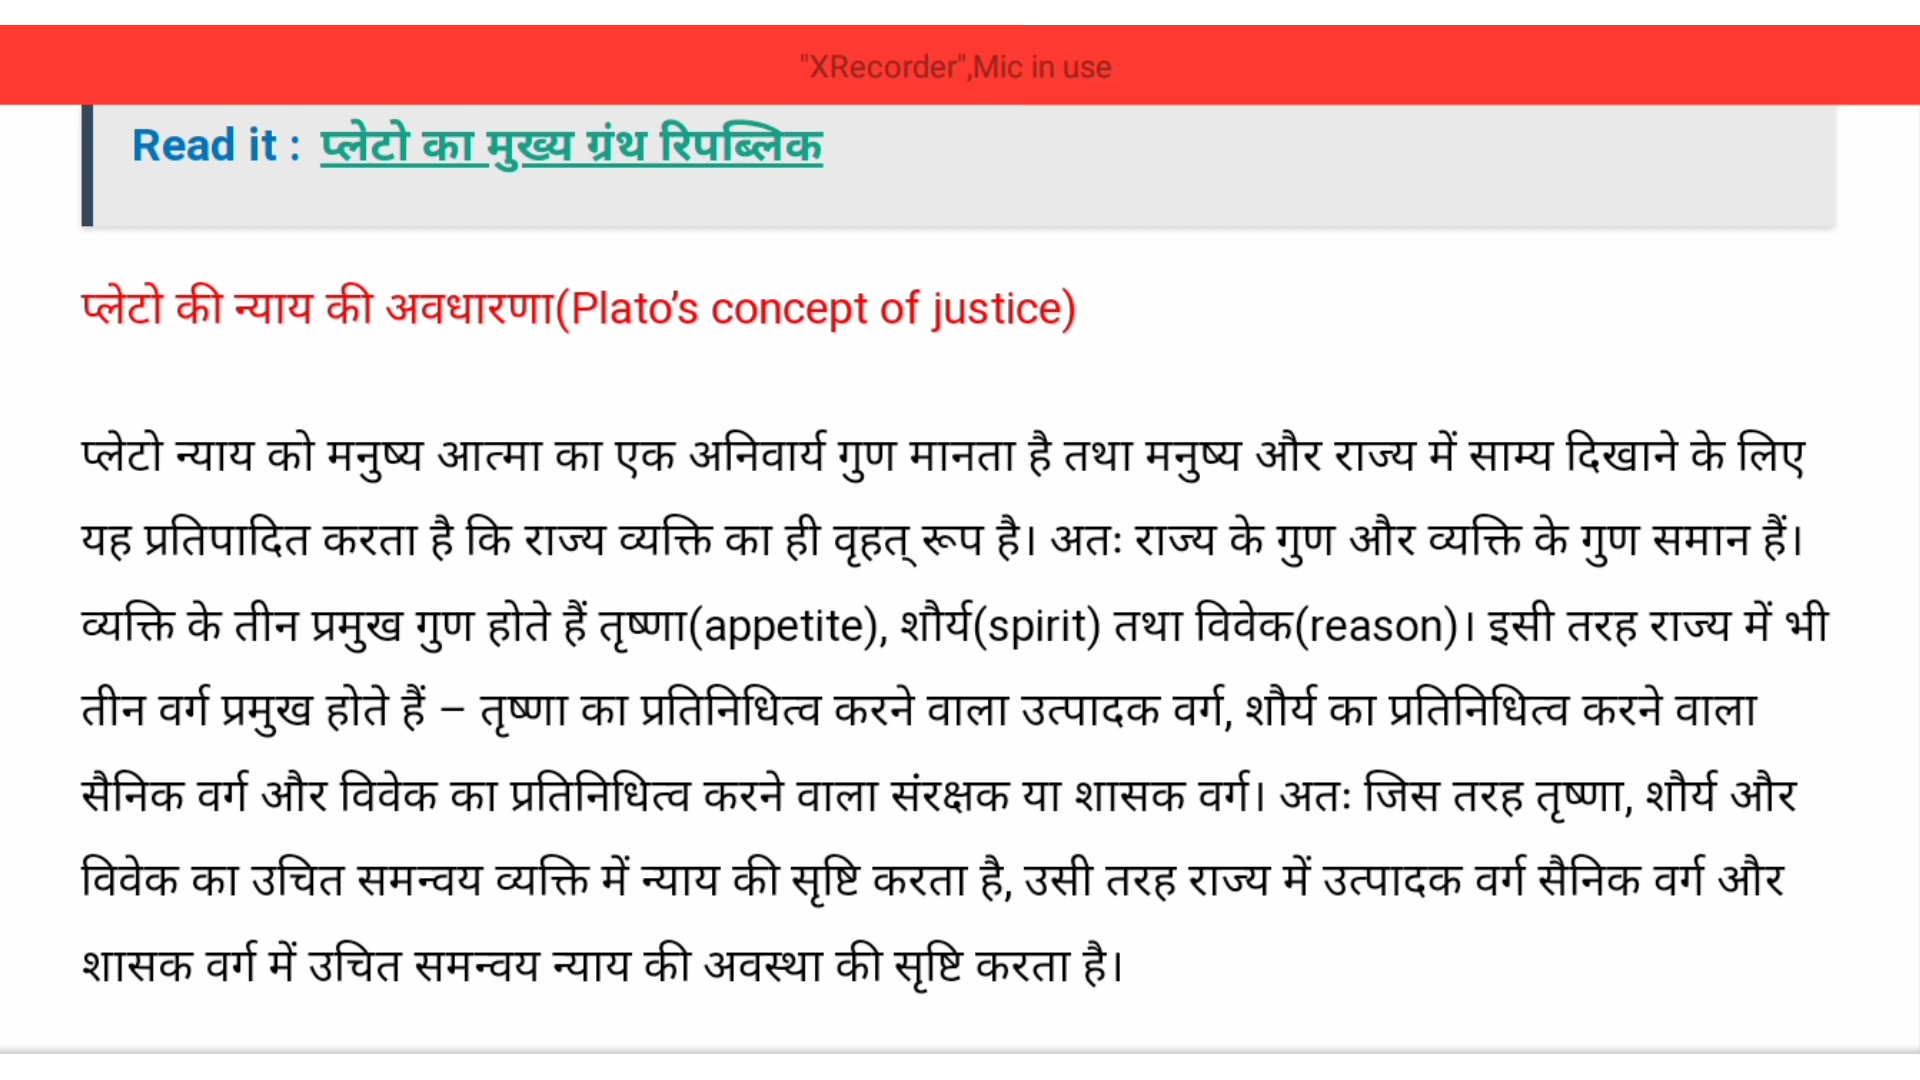 "XRecorder",Mic in use
Read it : प्लेटो का मुख्य ग्रंथ रिपब्लिक
प्लेटो की न्याय की अवधारणा(Plato’s concept of justice)
प्लेटो न्याय को मनुष्य आत्मा का एक अनिवार्य गुण मानता है तथा मनुष्य और राज्य में साम्य दिखाने के लिए
यह प्रतिपादित करता है कि राज्य व्यक्ति का ही वृहत् रूप है। अतः राज्य के गुण और व्यक्ति के गुण समान हैं।
व्यक्ति के तीन प्रमुख गुण होते हैं तृष्णा(appetite), शौर्य(spirit) तथा विवेक(reason)। इसी तरह राज्य में भी
तीन वर्ग प्रमुख होते हैं – तृष्णा का प्रतिनिधित्व करने वाला उत्पादक वर्ग, शौर्य का प्रतिनिधित्व करने वाला
सैनिक वर्ग और विवेक का प्रतिनिधित्व करने वाला संरक्षक या शासक वर्ग। अतः जिस तरह तृष्णा, शौर्य और
विवेक का उचित समन्वय व्यक्ति में न्याय की सृष्टि करता है, उसी तरह राज्य में उत्पादक वर्ग सैनिक वर्ग और
शासक वर्ग में उचित समन्वय न्याय की अवस्था की सृष्टि करता है।